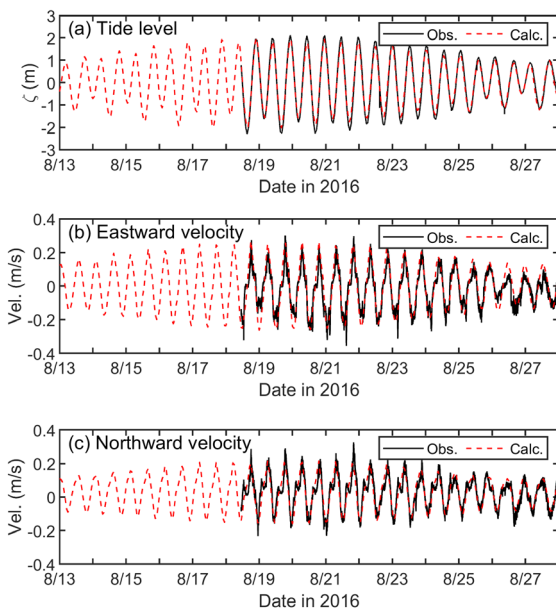 (a) Tide level
Obs. Calc.
3
2
1
0
-1
-2
-3
ζ (m)
8/13 8/15 8/17 8/19 8/21 8/23 8/25 8/27
Date in 2016
(b) Eastward velocity
Obs. Calc.
0.4
0.2
0
-0.2
-0.4
Vel. (m/s)
8/13 8/15 8/17 8/19 8/21 8/23 8/25 8/27
Date in 2016
(c) Northward velocity
Obs. Calc.
0.4
0.2
0
-0.2
-0.4
Vel. (m/s)
8/13 8/15 8/17 8/19 8/21 8/23 8/25 8/27
Date in 2016